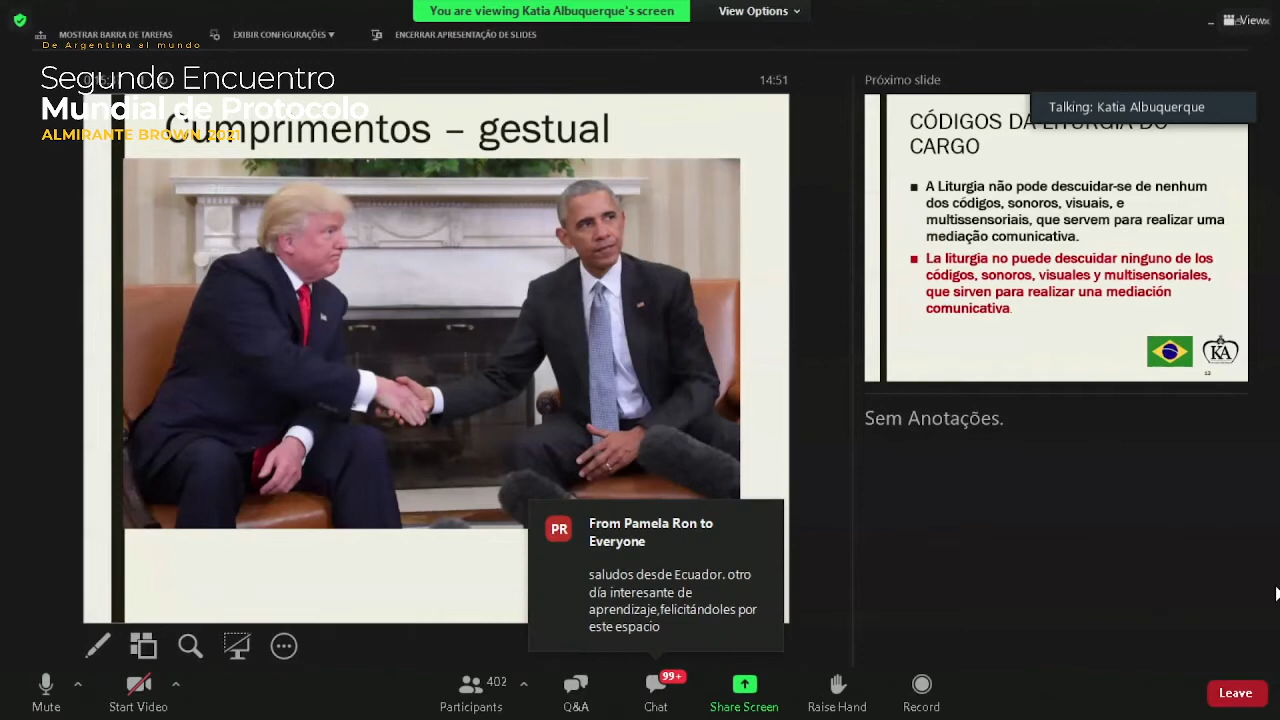 You are viewing Katia Albuquerque's screen
View Options
View
MOSTRAR BARRA DE TAREFAS
EXIBIR CONFIGURAÇÕES ▼
ENCERRAR APRESENTAÇÃO DE SLIDES
De Argentina al mundo
Segundo Encuentro
Mundial de Protocolo
ALMIRANTE BROWN 2021
14:51
Próximo slide
Talking: Katia Albuquerque
Cumprimentos – gestual
CÓDIGOS DA LITURGIA DO
CARGO
A Liturgia não pode descuidar-se de nenhum
dos códigos, sonoros, visuais, e
multissensoriais, que servem para realizar uma
mediação comunicativa.
La liturgia no puede descuidar ninguno de los
códigos, sonoros, visuales y multisensoriales,
que sirven para realizar una mediación
comunicativa.
KA
12
Sem Anotações.
PR
From Pamela Ron to
Everyone
saludos desde Ecuador. otro
día interesante de
aprendizaje,felicitándoles por
este espacio
Mute
Start Video
402
Participants
Q&A
99+
Chat
Share Screen
Raise Hand
Record
Leave